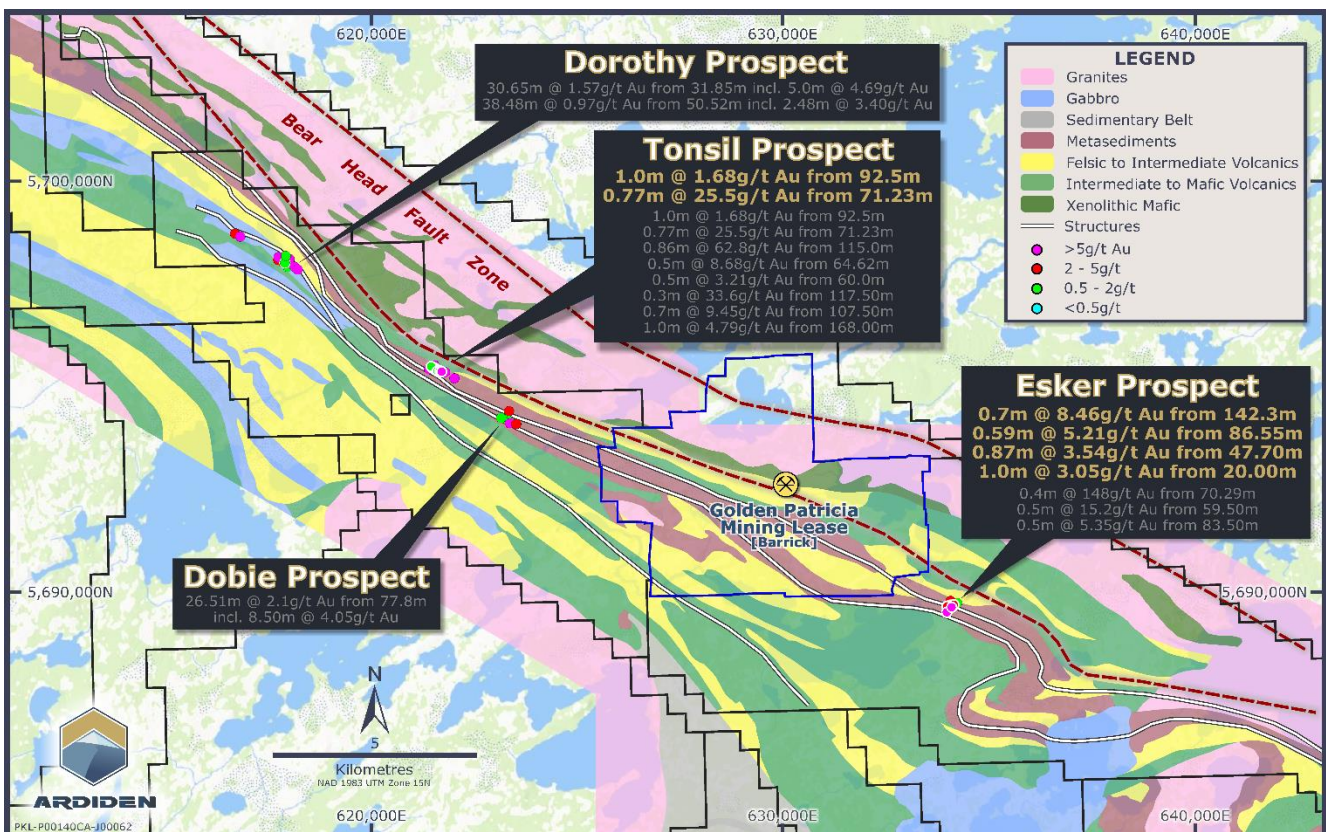 620,000E
630,000E
640,000E
Dorothy Prospect
30.65m @ 1.57g/t Au from 31.85m incl. 5.0m @ 4.69g/t Au
38.48m @ 0.97g/t Au from 50.52m incl. 2.48m @ 3.40g/t Au
LEGEND
Granites
Gabbro
Sedimentary Belt
Metasediments
Felsic to Intermediate Volcanics
Intermediate to Mafic Volcanics
Xenolithic Mafic
Structures
>5g/t Au
2 - 5g/t
0.5 - 2g/t
<0.5g/t
Bear Head Fault Zone
Tonsil Prospect
1.0m @ 1.68g/t Au from 92.5m
0.77m @ 25.5g/t Au from 71.23m
1.0m @ 1.68g/t Au from 92.5m
0.77m @ 25.5g/t Au from 71.23m
0.86m @ 62.8g/t Au from 115.0m
0.5m @ 8.68g/t Au from 64.62m
0.5m @ 3.21g/t Au from 60.0m
0.3m @ 33.6g/t Au from 117.50m
0.7m @ 9.45g/t Au from 107.50m
1.0m @ 4.79g/t Au from 168.00m
5,700,000N
5,700,000N
Esker Prospect
0.7m @ 8.46g/t Au from 142.3m
0.59m @ 5.21g/t Au from 86.55m
0.87m @ 3.54g/t Au from 47.70m
1.0m @ 3.05g/t Au from 20.00m
0.4m @ 148g/t Au from 70.29m
0.5m @ 15.2g/t Au from 59.50m
0.5m @ 5.35g/t Au from 83.50m
Golden Patricia
Mining Lease
[Barrick]
Dobie Prospect
26.51m @ 2.1g/t Au from 77.8m
incl. 8.50m @ 4.05g/t Au
5,690,000N
5,690,000N
N
5
Kilometres
NAD 1983 UTM Zone 15N
ARDIDEN
PKL-P00140CA-J00062
620,000E
630,000E
640,000E